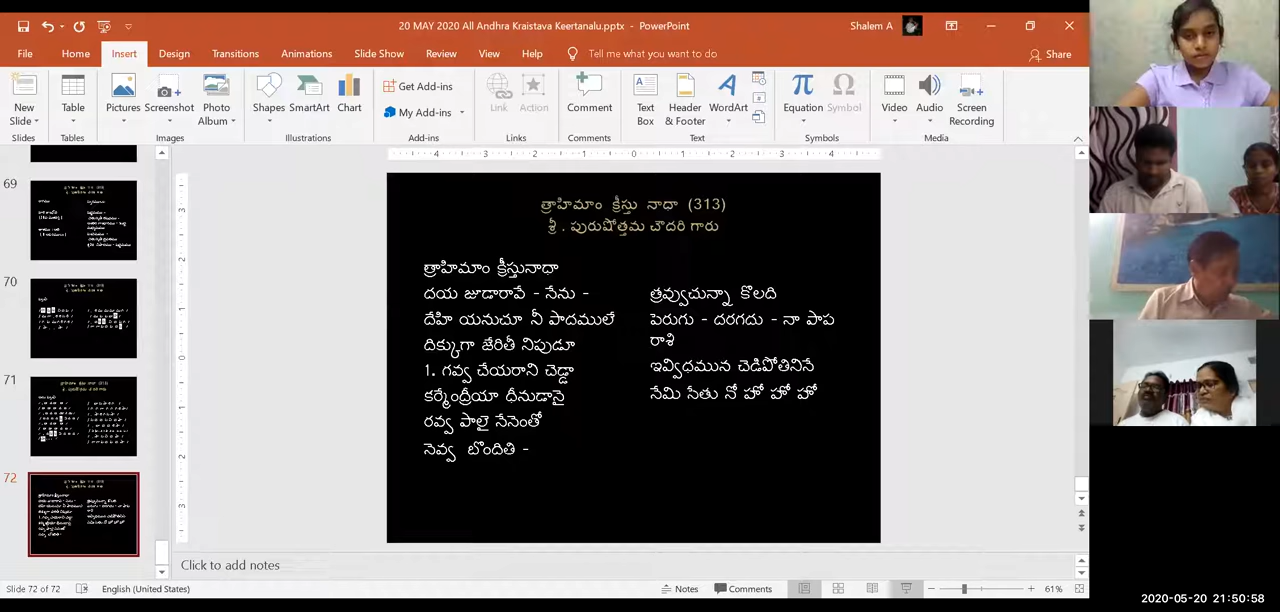 20 MAY 2020 All Andhra Kraistava Keertanalu.pptx - PowerPoint
Shalem A
File Home Insert Design Transitions Animations Slide Show Review View Help Tell me what you want to do Share
New Slide
Table
Pictures
Screenshot
Photo Album
Shapes
SmartArt
Chart
Get Add-ins
My Add-ins
Link
Action
Comment
Text Box
Header & Footer
WordArt
Equation
Symbol
Video
Audio
Screen Recording
Slides Tables Images Illustrations Add-ins Links Comments Text Symbols Media
69
70
71
72
త్రాహిమాం క్రీస్తు నాధా (313)
శ్రీ . పురుషోత్తమ చౌదరి గారు
త్రాహిమాం క్రీస్తునాధా
దయ జుడారావే - నేను -
దేహి యనుచూ నీ పాదములే
దిక్కుగా జేరితీ నిపుడూ
1. గవ్వ చేయరాని చెడ్డా
కర్మేంద్రీయా ధీనుడానై
రవ్వ పాలై నేనెంతో
నెవ్వ బొందితి -
త్రవ్వుచున్నా కొలది
పెరుగు - దరగదు - నా పాప
రాశి
ఇవ్విధమున చెడిపోతినినే
నేమి సేతు నో హో హో హో
Click to add notes
Slide 72 of 72 English (United States) Notes Comments 61%
2020-05-20 21:50:58